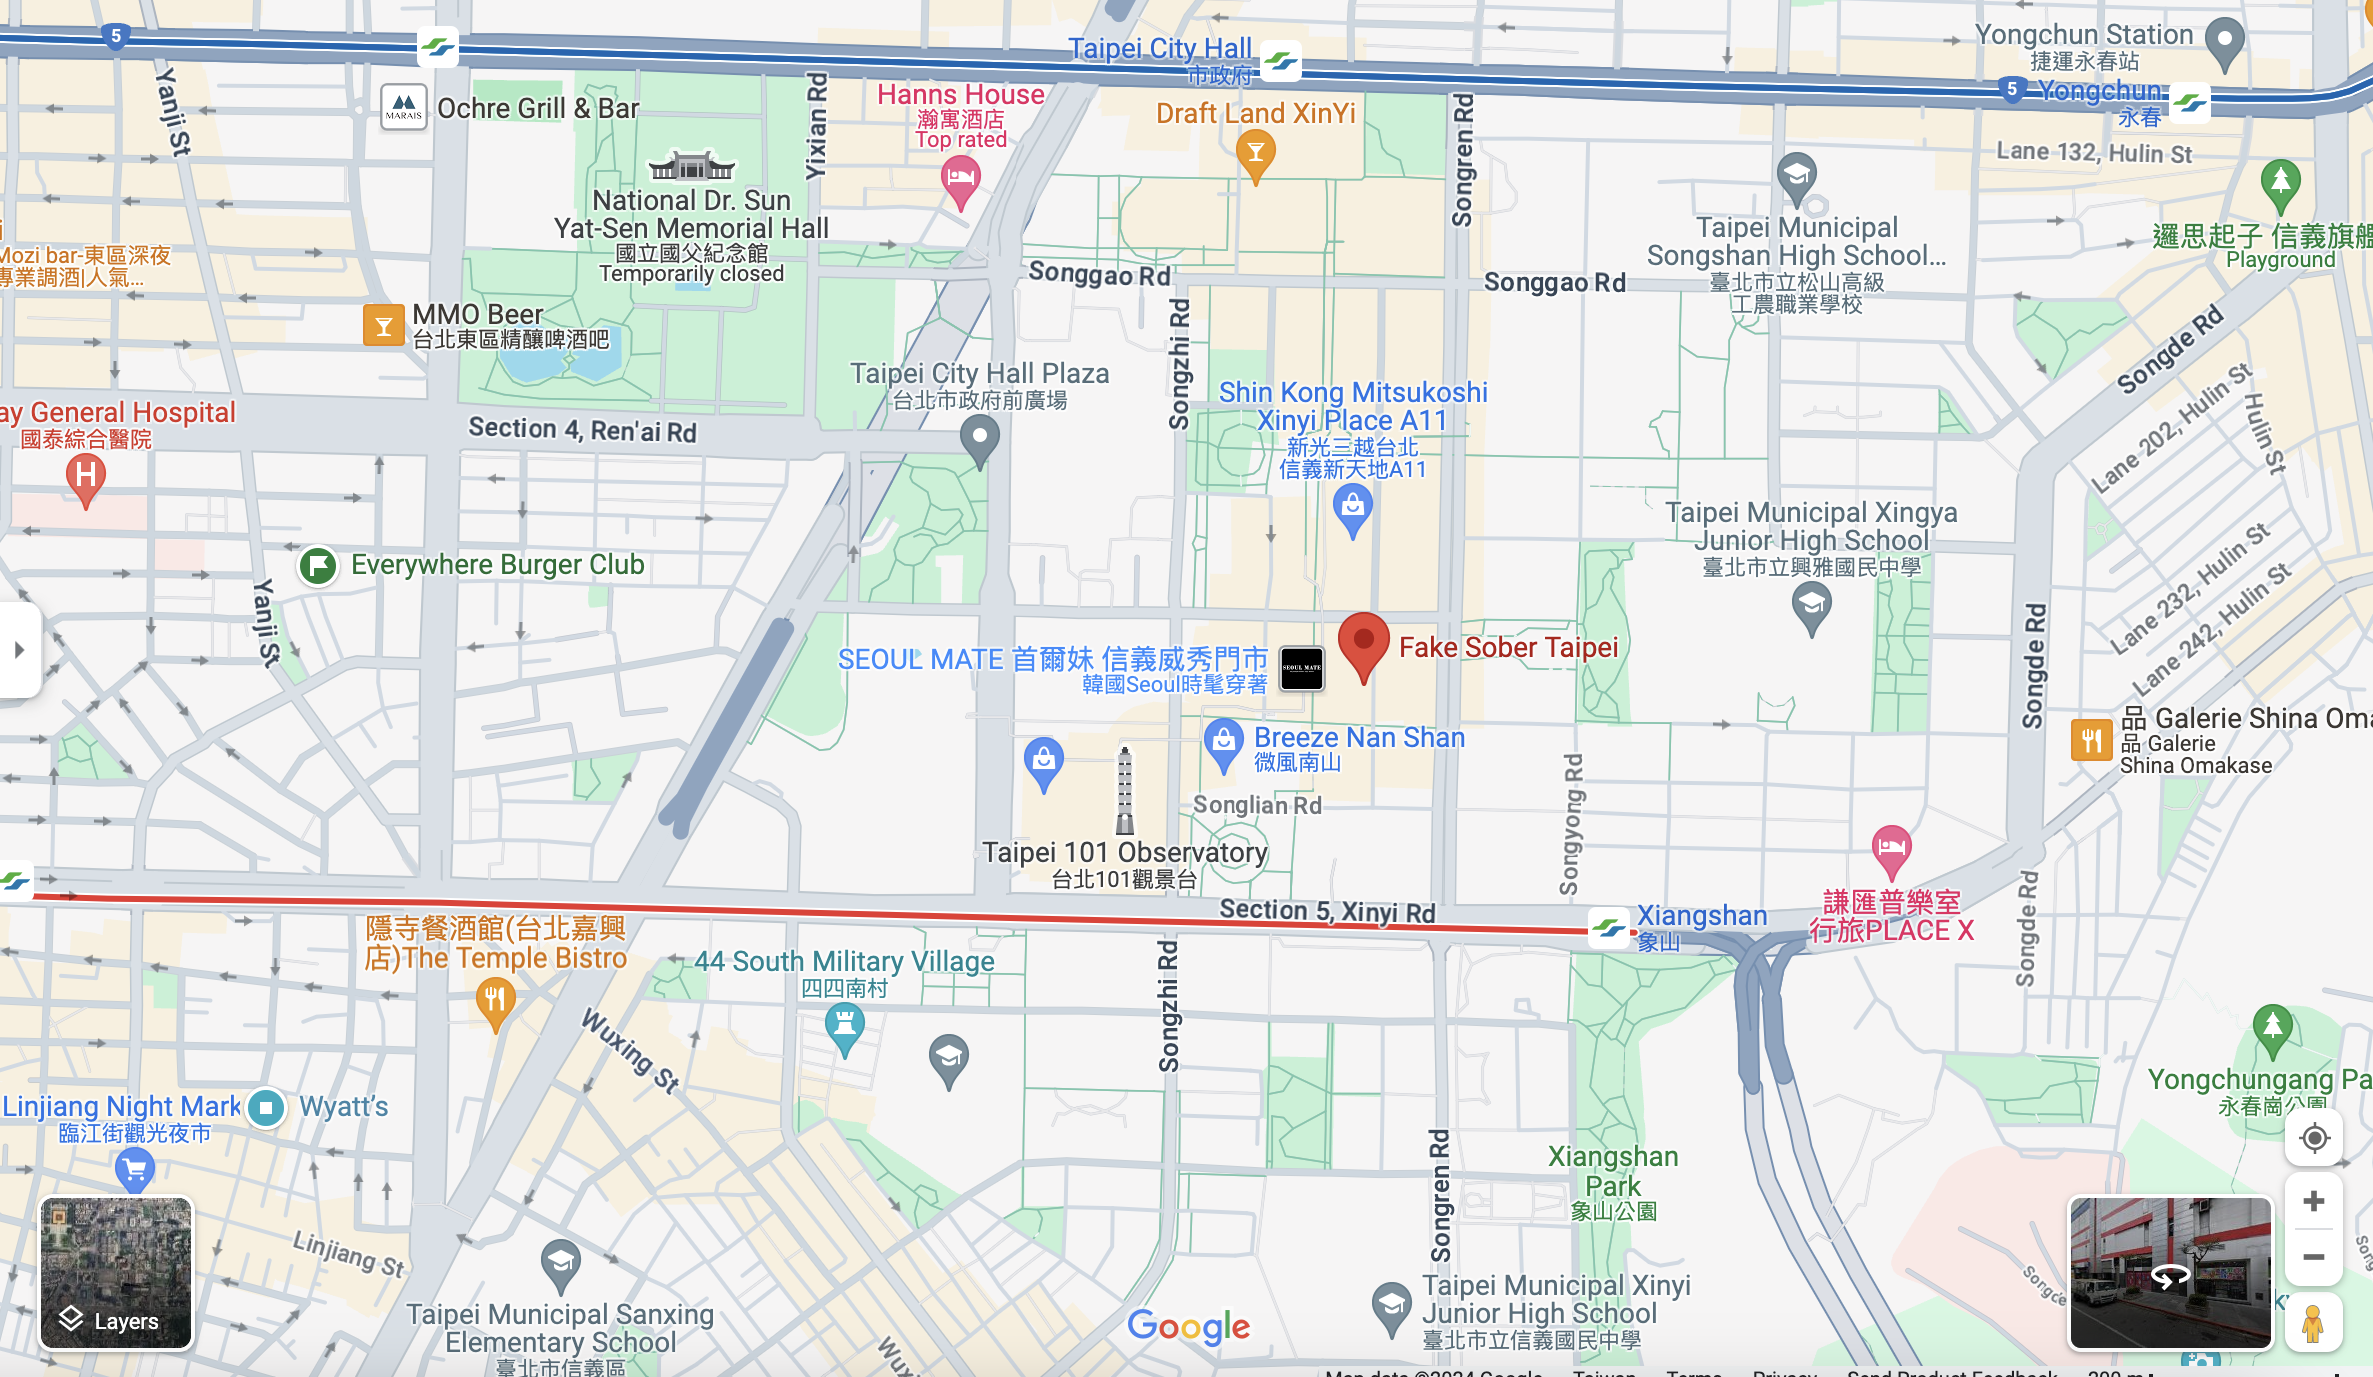 5
Yanji St
Ochre Grill & Bar
MARAIS
Yixian Rd
Taipei City Hall
市政府
Hanns House
瀚寓酒店
Top rated
Draft Land XinYi
Songren Rd
Yongchun Station
捷運永春站
5
Yongchun
永春
Lane 132, Hulin St
National Dr. Sun
Yat-Sen Memorial Hall
國立國父紀念館
Temporarily closed
Taipei Municipal
Songshan High School...
臺北市立松山高級
工農職業學校
邏思起子 信義旗艦
Playground
Mozi bar-東區深夜
專業調酒|人氣...
Songgao Rd
Songgao Rd
MMO Beer
台北東區精釀啤酒吧
Songzhi Rd
Songde Rd
Taipei City Hall Plaza
台北市政府前廣場
Shin Kong Mitsukoshi
Xinyi Place A11
新光三越台北
信義新天地A11
Lane 202, Hulin St
Hulin St
ay General Hospital
國泰綜合醫院
H
Section 4, Ren'ai Rd
Taipei Municipal Xingya
Junior High School
臺北市立興雅國民中學
Lane 232, Hulin St
Lane 242, Hulin St
Everywhere Burger Club
Yanji St
SEOUL MATE 首爾妹 信義威秀門市
韓國Seoul時髦穿著
SEOUL MATE
Fake Sober Taipei
Songde Rd
Breeze Nan Shan
微風南山
品 Galerie Shina Oma
品 Galerie
Shina Omakase
Songlian Rd
Songyong Rd
Taipei 101 Observatory
台北101觀景台
Section 5, Xinyi Rd
Xiangshan
象山
謙匯普樂室
行旅PLACE X
Songde Rd
隱寺餐酒館(台北嘉興
店)The Temple Bistro
44 South Military Village
四四南村
Songzhi Rd
Wuxing St
Linjiang Night Mark
臨江街觀光夜市
Wyatt's
Yongchungang Pa
永春崗公園
Xiangshan
Park
象山公園
Songren Rd
Linjiang St
Layers
Taipei Municipal Sanxing
Elementary School
臺北市信義區
Google
Taipei Municipal Xinyi
Junior High School
臺北市立信義國民中學
Songde
Map data ©2024 Google Taiwan Terms Privacy Send Product Feedback 200 m